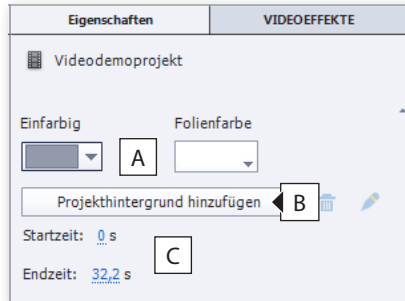 Eigenschaften VIDEOEFFEKTE
Videodemoprojekt
Einfarbig Folienfarbe
A
Projekthintergrund hinzufügen B
Startzeit: 0 s
C
Endzeit: 32,2 s